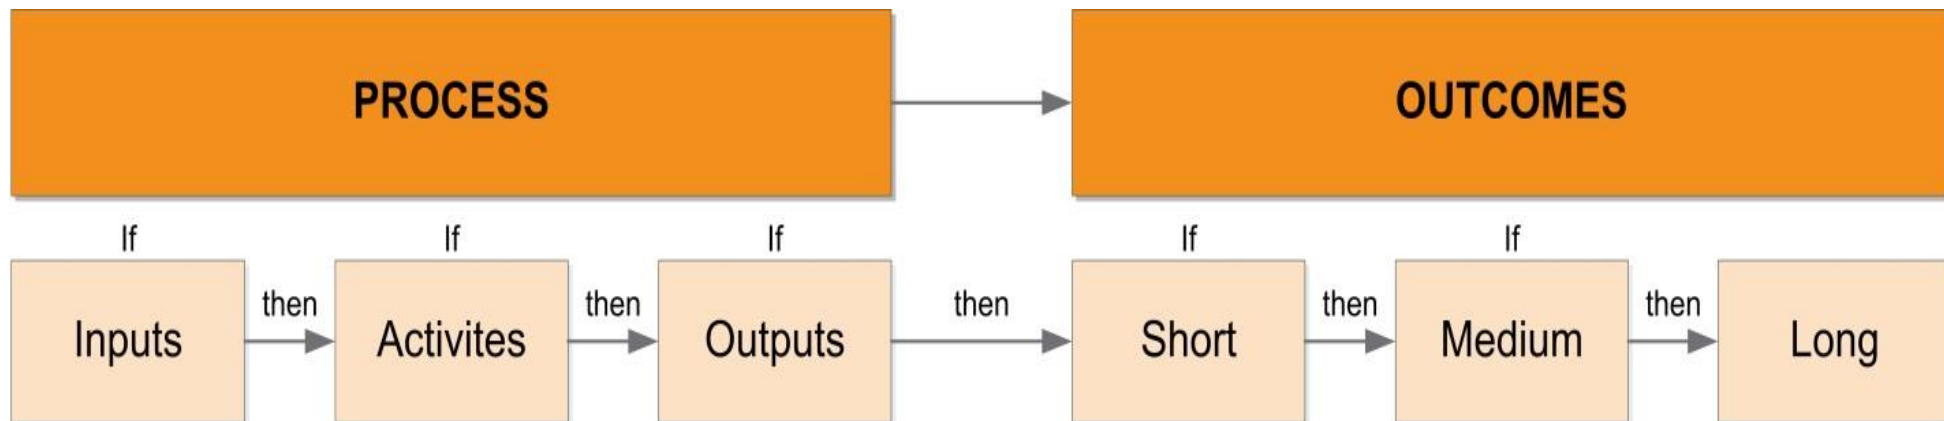 PROCESS
OUTCOMES
If
If
If
If
If
then
then
then
then
then
Inputs
Activites
Outputs
Short
Medium
Long